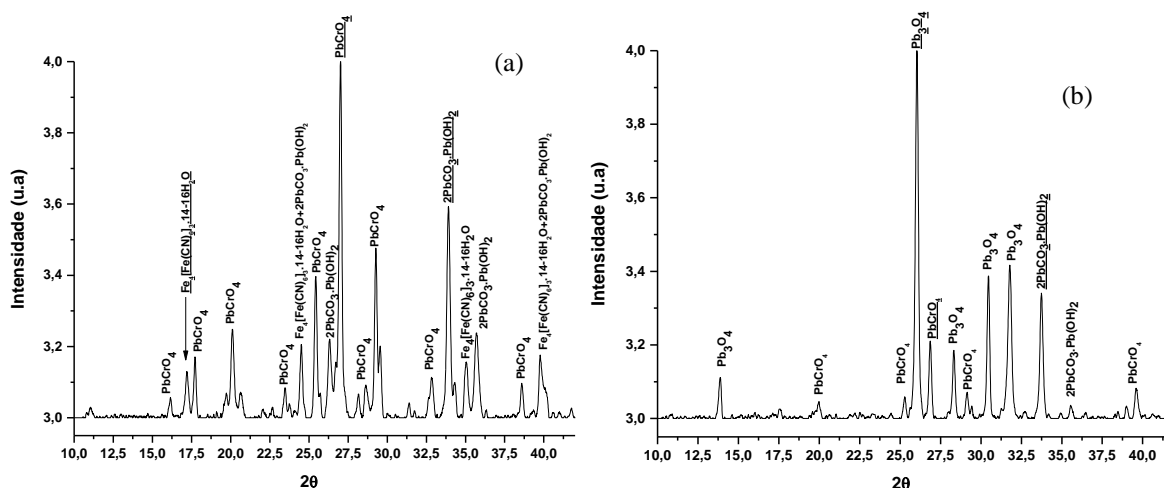 (a)
Intensidade (u.a)
4,0
3,8
3,6
3,4
3,2
3,0
PbCrO4
Fe4[Fe(CN)6]3.14-16H2O
PbCrO4
PbCrO4
PbCrO4
Fe4[Fe(CN)6]3.14-16H2O+2PbCO3.Pb(OH)2
PbCrO4
2PbCO3.Pb(OH)2
PbCrO4
PbCrO4
PbCrO4
PbCrO4
2PbCO3.Pb(OH)2
Fe4[Fe(CN)6]3.14-16H2O
2PbCO3.Pb(OH)2
PbCrO4
Fe4[Fe(CN)6]3.14-16H2O+2PbCO3.Pb(OH)2
10,0 12,5 15,0 17,5 20,0 22,5 25,0 27,5 30,0 32,5 35,0 37,5 40,0
2θ
(b)
Intensidade (u.a)
4,0
3,8
3,6
3,4
3,2
3,0
Pb3O4
PbCrO4
PbCrO4
Pb3O4
PbCrO4
Pb3O4
PbCrO4
Pb3O4
Pb3O4
2PbCO3.Pb(OH)2
2PbCO3.Pb(OH)2
PbCrO4
10,0 12,5 15,0 17,5 20,0 22,5 25,0 27,5 30,0 32,5 35,0 37,5 40,0
2θ